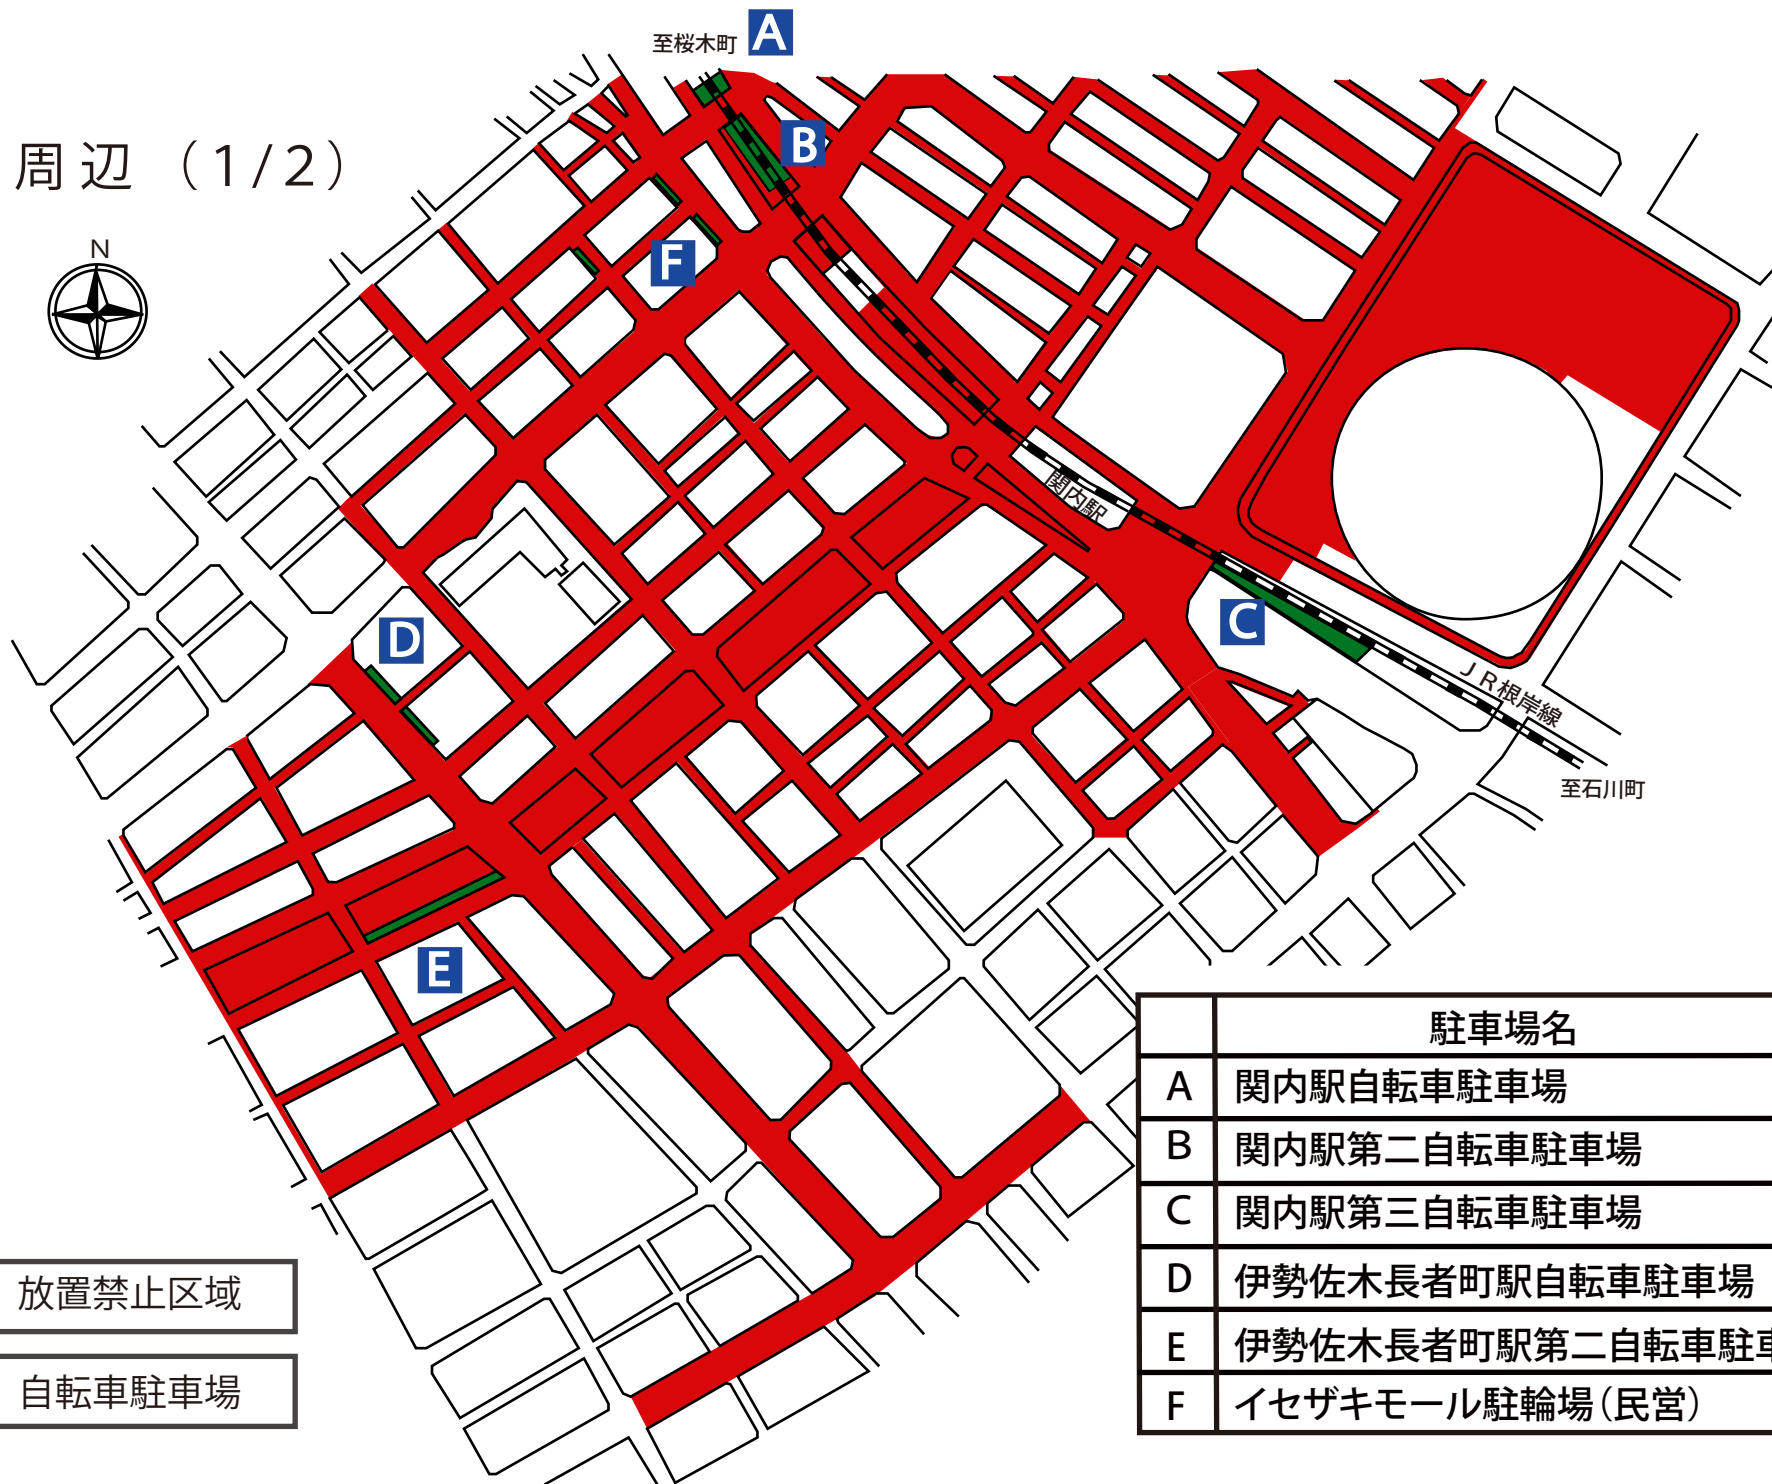 至桜木町
A
周辺（1/2）
B
N
F
関内駅
C
D
ＪＲ根岸線
至石川町
E
駐車場名
A 関内駅自転車駐車場
B 関内駅第二自転車駐車場
C 関内駅第三自転車駐車場
D 伊勢佐木長者町駅自転車駐車場
E 伊勢佐木長者町駅第二自転車駐車
F イセザキモール駐輪場（民営）
放置禁止区域
自転車駐車場